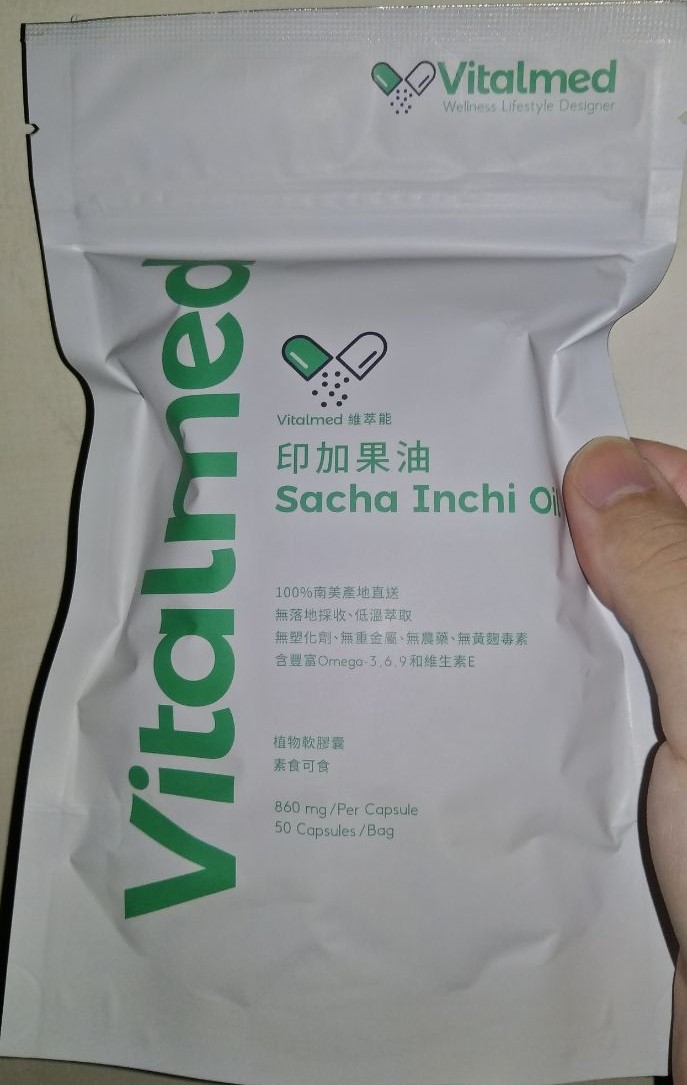 Vitalmed
Wellness Lifestyle Designer
Vitalmed
Vitalmed 維萃能
印加果油
Sacha Inchi Oil
100%南美產地直送
無落地採收、低溫萃取
無塑化劑、無重金屬、無農藥、無黃麴毒素
含豐富Omega-3,6,9和維生素E
植物軟膠囊
素食可食
860 mg/Per Capsule
50 Capsules/Bag